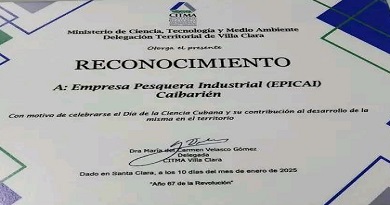 CITMA
Ministerio de Ciencia, Tecnología y Medio Ambiente
Delegación Territorial de Villa Clara
Otorga el presente
RECONOCIMIENTO
A: Empresa Pesquera Industrial (EPICAI)
Caibarién
Con motivo de celebrarse el Día de la Ciencia Cubana y su contribución al desarrollo de la
misma en el territorio
Dra María del Carmen Velasco Gómez
Delegada
CITMA Villa Clara
Dado en Santa Clara, a los 10 días del mes de enero de 2025
"Año 67 de la Revolución"